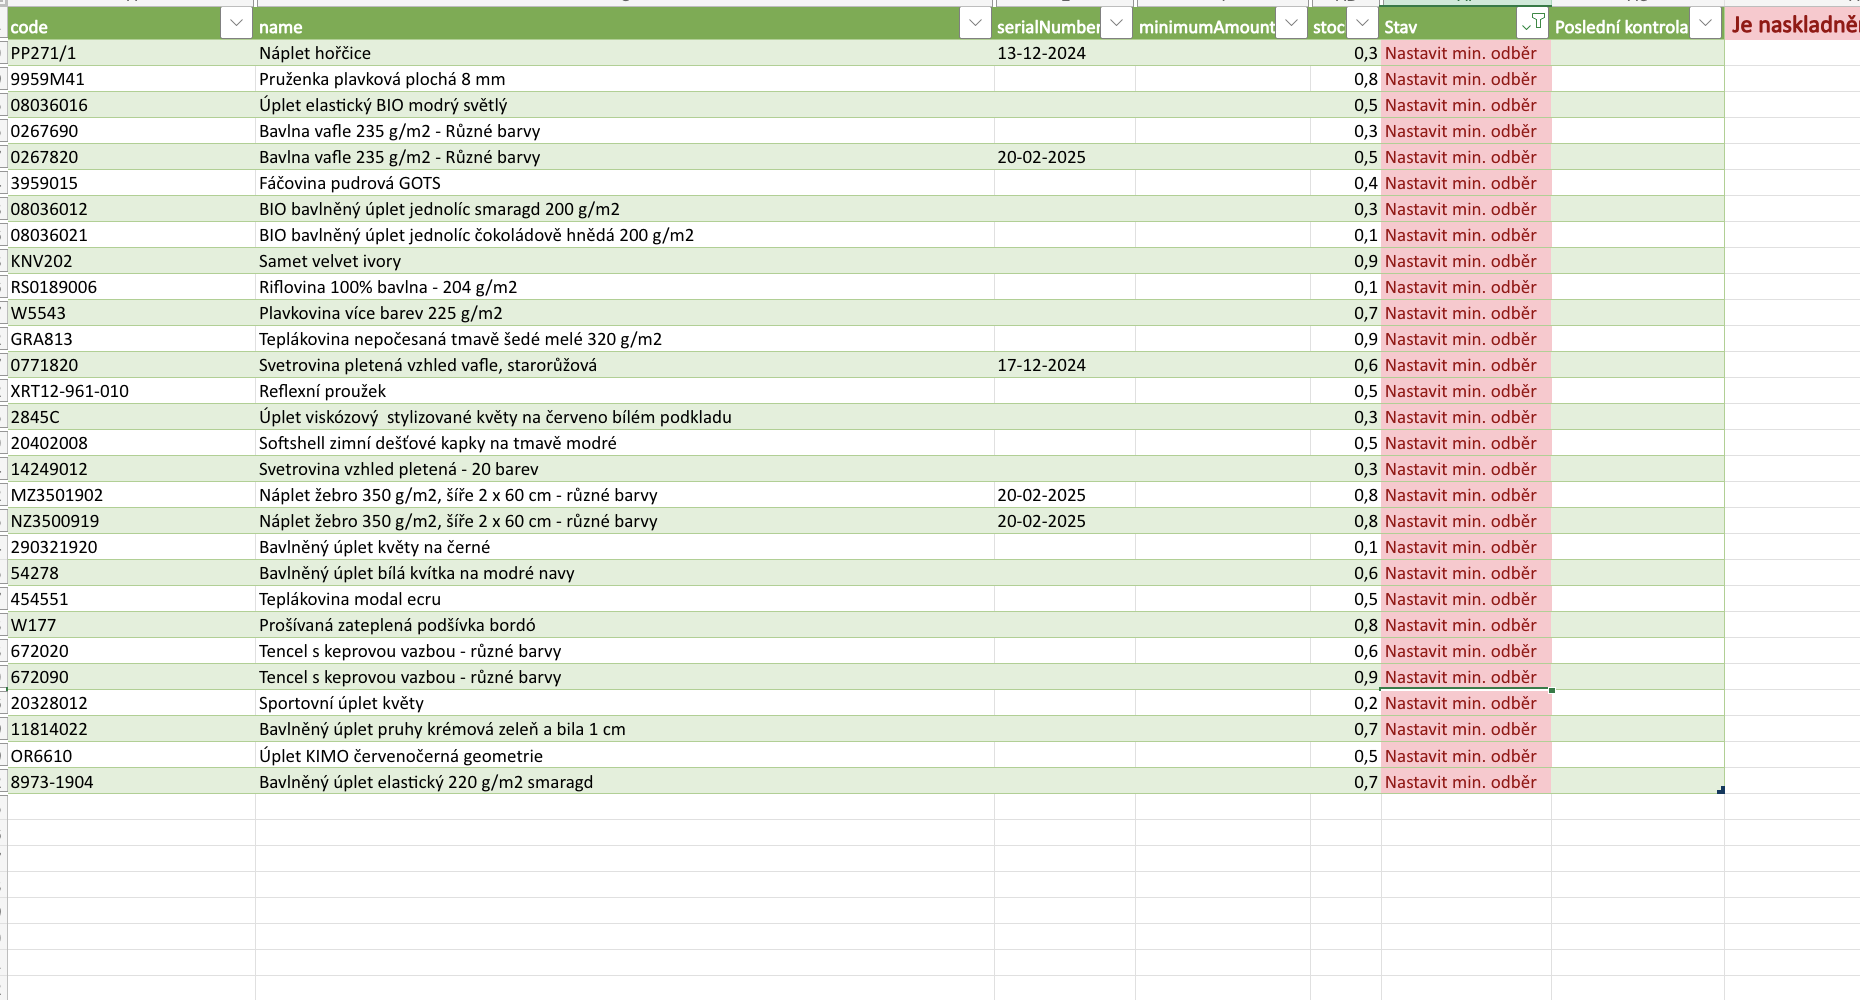 code name serialNumber minimumAmount stoc Stav Poslední kontrola Je naskladně
PP271/1 Náplet hořčice 13-12-2024 0,3 Nastavit min. odběr
9959M41 Pruženka plavková plochá 8 mm 0,8 Nastavit min. odběr
08036016 Úplet elastický BIO modrý světlý 0,5 Nastavit min. odběr
0267690 Bavlna vafle 235 g/m2 - Různé barvy 0,3 Nastavit min. odběr
0267820 Bavlna vafle 235 g/m2 - Různé barvy 20-02-2025 0,5 Nastavit min. odběr
3959015 Fáčovina pudrová GOTS 0,4 Nastavit min. odběr
08036012 BIO bavlněný úplet jednolíc smaragd 200 g/m2 0,3 Nastavit min. odběr
08036021 BIO bavlněný úplet jednolíc čokoládově hnědá 200 g/m2 0,1 Nastavit min. odběr
KNV202 Samet velvet ivory 0,9 Nastavit min. odběr
RS0189006 Riflovina 100% bavlna - 204 g/m2 0,1 Nastavit min. odběr
W5543 Plavkovina více barev 225 g/m2 0,7 Nastavit min. odběr
GRA813 Teplákovina nepočesaná tmavě šedé melé 320 g/m2 0,9 Nastavit min. odběr
0771820 Svetrovina pletená vzhled vafle, starorůžová 17-12-2024 0,6 Nastavit min. odběr
XRT12-961-010 Reflexní proužek 0,5 Nastavit min. odběr
2845C Úplet viskózový  stylizované květy na červeno bílém podkladu 0,3 Nastavit min. odběr
20402008 Softshell zimní dešťové kapky na tmavě modré 0,5 Nastavit min. odběr
14249012 Svetrovina vzhled pletená - 20 barev 0,3 Nastavit min. odběr
MZ3501902 Náplet žebro 350 g/m2, šíře 2 x 60 cm - různé barvy 20-02-2025 0,8 Nastavit min. odběr
NZ3500919 Náplet žebro 350 g/m2, šíře 2 x 60 cm - různé barvy 20-02-2025 0,8 Nastavit min. odběr
290321920 Bavlněný úplet květy na černé 0,1 Nastavit min. odběr
54278 Bavlněný úplet bílá kvítka na modré navy 0,6 Nastavit min. odběr
454551 Teplákovina modal ecru 0,5 Nastavit min. odběr
W177 Prošívaná zateplená podšívka bordó 0,8 Nastavit min. odběr
672020 Tencel s keprovou vazbou - různé barvy 0,6 Nastavit min. odběr
672090 Tencel s keprovou vazbou - různé barvy 0,9 Nastavit min. odběr
20328012 Sportovní úplet květy 0,2 Nastavit min. odběr
11814022 Bavlněný úplet pruhy krémová zeleň a bila 1 cm 0,7 Nastavit min. odběr
OR6610 Úplet KIMO červenočerná geometrie 0,5 Nastavit min. odběr
8973-1904 Bavlněný úplet elastický 220 g/m2 smaragd 0,7 Nastavit min. odběr